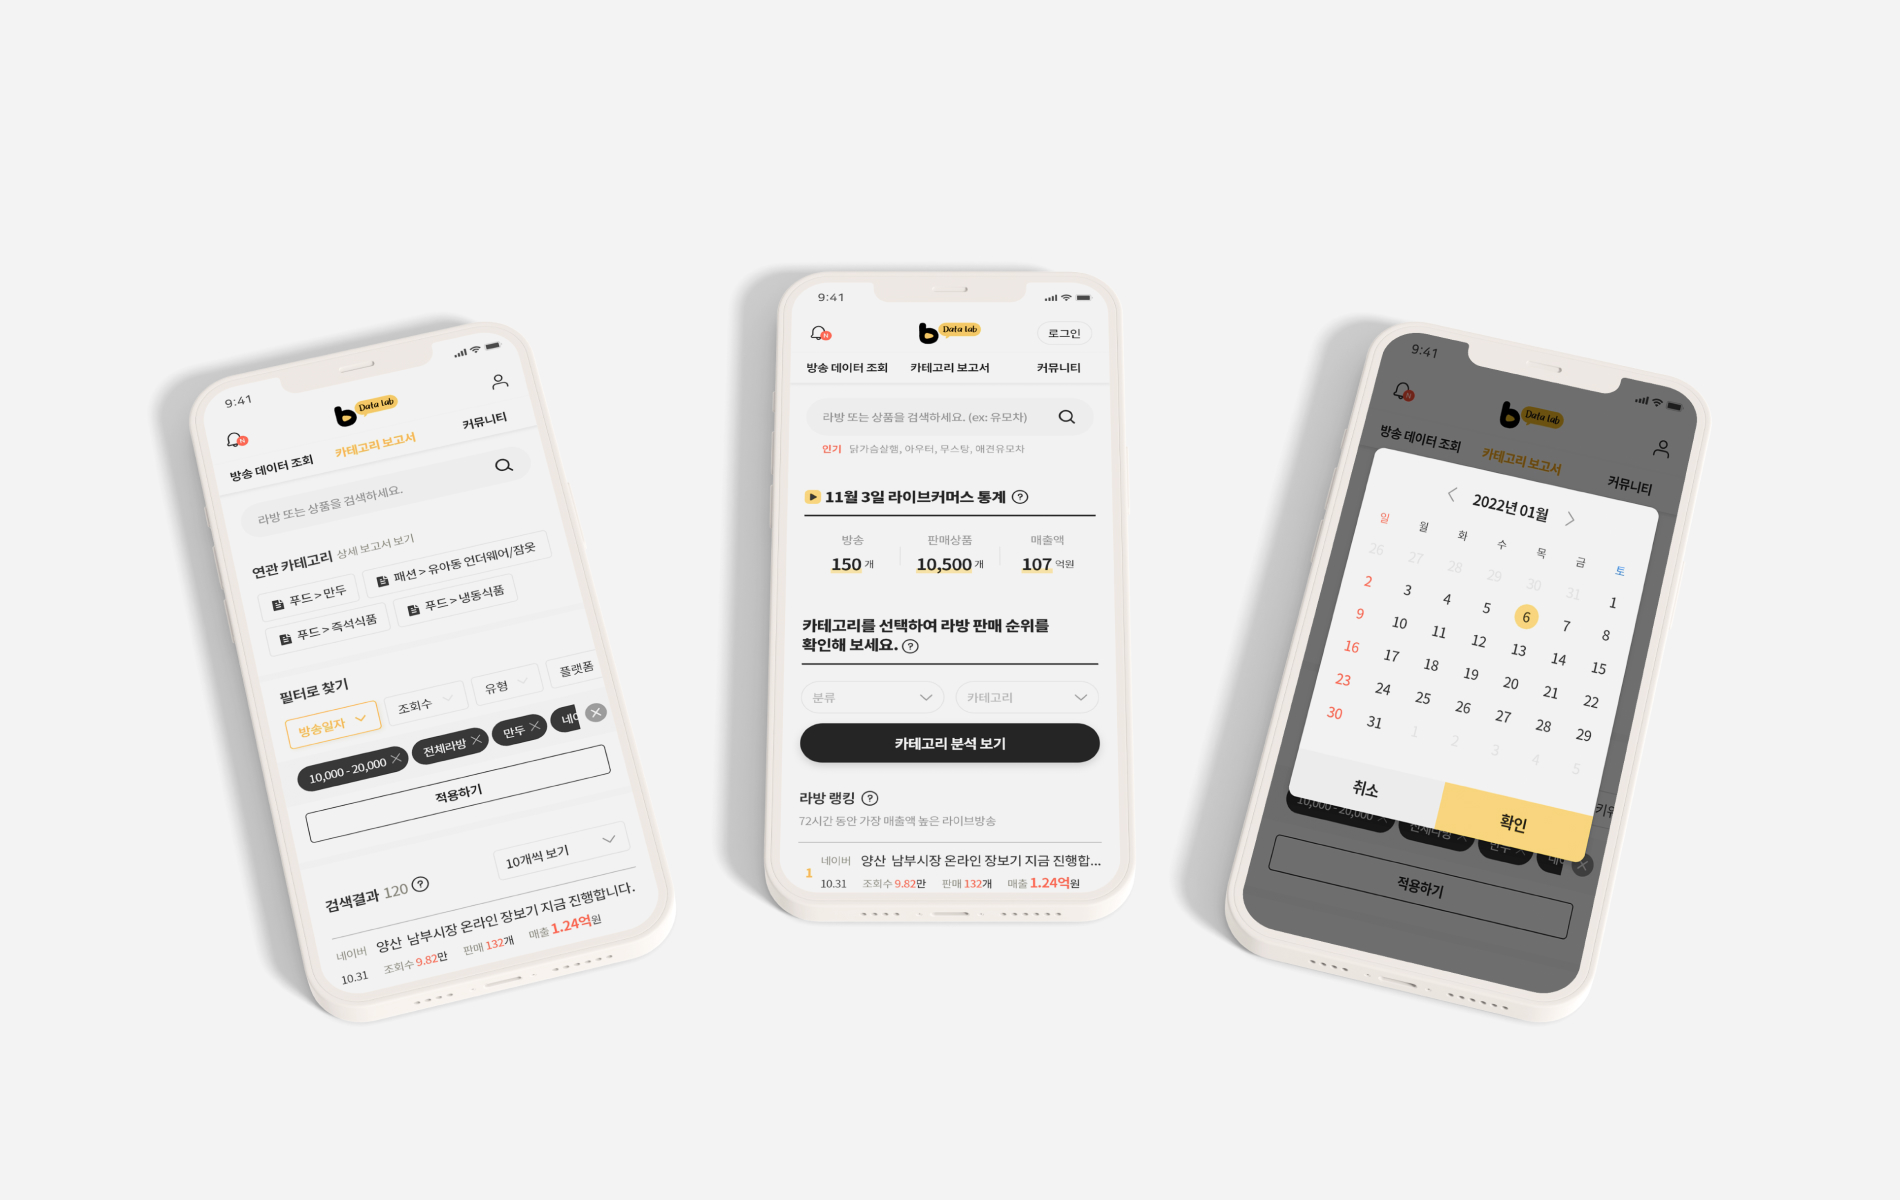 9:41
N
b Data lab
방송 데이터 조회 카테고리 보고서 커뮤니티
라방 또는 상품을 검색하세요.
연관 카테고리 상세 보고서 보기
푸드 > 만두 패션 > 유아동 언더웨어/잠옷
푸드 > 즉석식품 푸드 > 냉동식품
필터로 찾기
방송일자 조회수 유형 플랫폼
10,000 - 20,000 전체라방 만두
적용하기
검색결과 120 ? 10개씩 보기
네이버 양산 남부시장 온라인 장보기 지금 진행합니다.
10.31 조회수 9.82만 판매 132개 매출 1.24억원
9:41
N
b Data lab 로그인
방송 데이터 조회 카테고리 보고서 커뮤니티
라방 또는 상품을 검색하세요. (ex: 유모차)
인기 닭가슴살햄, 아우터, 무스탕, 애견유모차
11월 3일 라이브커머스 통계 ?
방송 판매상품 매출액
150 개 10,500 개 107 억원
카테고리를 선택하여 라방 판매 순위를
확인해 보세요. ?
분류 카테고리
카테고리 분석 보기
라방 랭킹 ?
72시간 동안 가장 매출액 높은 라이브방송
1 네이버 양산 남부시장 온라인 장보기 지금 진행합...
10.31 조회수 9.82만 판매 132개 매출 1.24억원
9:41
N
b Data lab
방송 데이터 조회 카테고리 보고서 커뮤니티
2022년 01월
일 월 화 수 목 금 토
26 27 28 29 30 31 1
2 3 4 5 6 7 8
9 10 11 12 13 14 15
16 17 18 19 20 21 22
23 24 25 26 27 28 29
30 31 1 2 3 4 5
취소 확인
10,000 - 20,000 전체라방 만두
적용하기